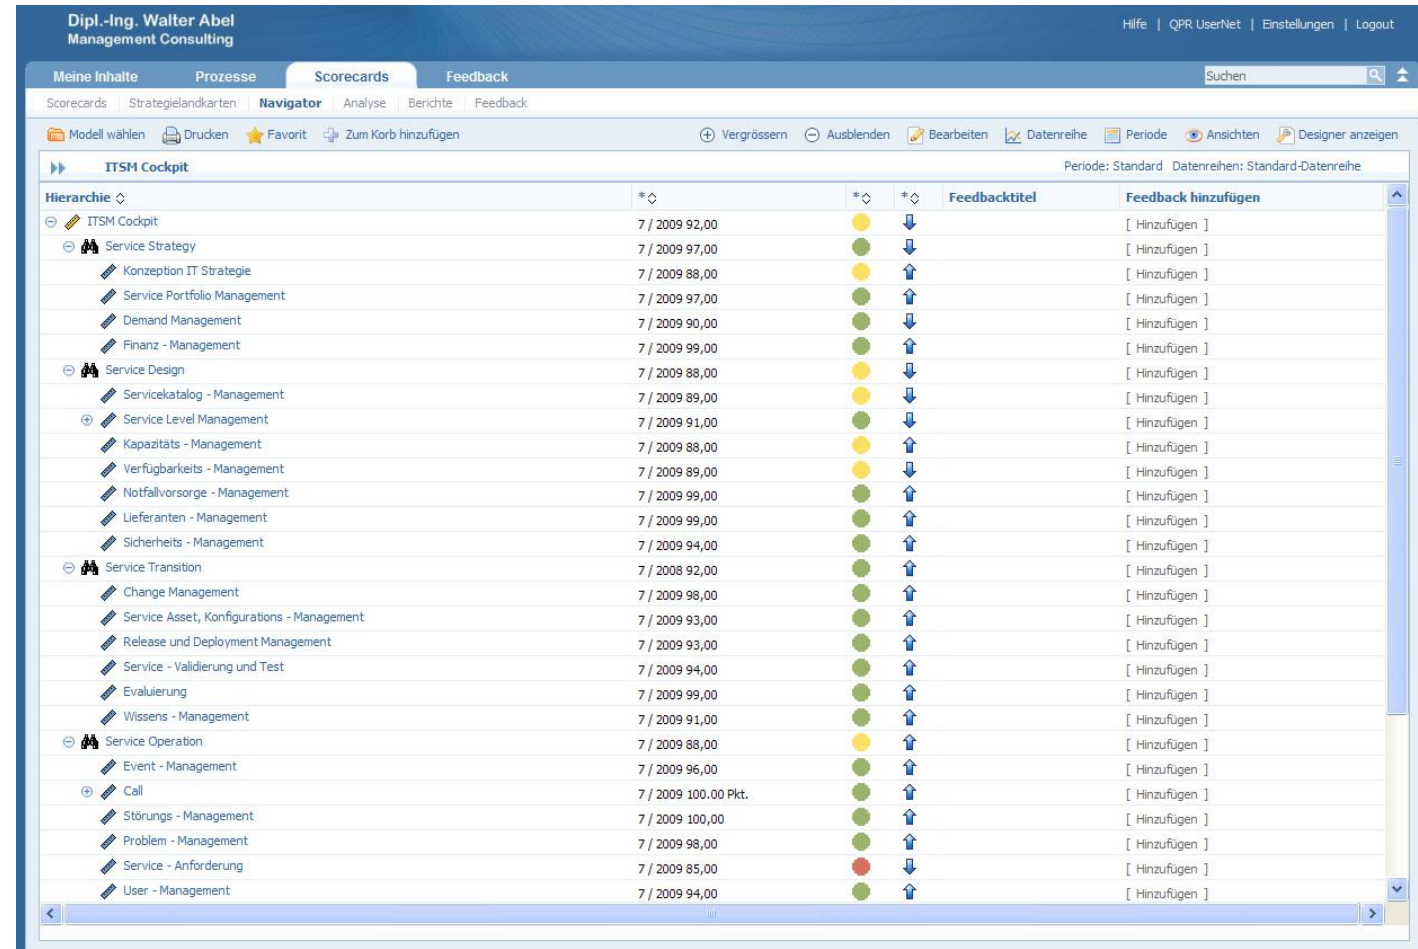 Dipl.-Ing. Walter Abel
Management Consulting
Hilfe | QPR UserNet | Einstellungen | Logout
Meine Inhalte Prozesse Scorecards Feedback Suchen
Scorecards Strategielandkarten Navigator Analyse Berichte Feedback
Modell wählen Drucken Favorit Zum Korb hinzufügen Vergrössern Ausblenden Bearbeiten Datenreihe Periode Ansichten Designer anzeigen
ITSM Cockpit Periode: Standard Datenreihen: Standard-Datenreihe
Hierarchie * * * Feedbacktitel Feedback hinzufügen
ITSM Cockpit 7 / 2009 92,00 [ Hinzufügen ]
Service Strategy 7 / 2009 97,00 [ Hinzufügen ]
Konzeption IT Strategie 7 / 2009 88,00 [ Hinzufügen ]
Service Portfolio Management 7 / 2009 97,00 [ Hinzufügen ]
Demand Management 7 / 2009 90,00 [ Hinzufügen ]
Finanz - Management 7 / 2009 99,00 [ Hinzufügen ]
Service Design 7 / 2009 88,00 [ Hinzufügen ]
Servicekatalog - Management 7 / 2009 89,00 [ Hinzufügen ]
Service Level Management 7 / 2009 91,00 [ Hinzufügen ]
Kapazitäts - Management 7 / 2009 88,00 [ Hinzufügen ]
Verfügbarkeits - Management 7 / 2009 89,00 [ Hinzufügen ]
Notfallvorsorge - Management 7 / 2009 99,00 [ Hinzufügen ]
Lieferanten - Management 7 / 2009 99,00 [ Hinzufügen ]
Sicherheits - Management 7 / 2009 94,00 [ Hinzufügen ]
Service Transition 7 / 2008 92,00 [ Hinzufügen ]
Change Management 7 / 2009 98,00 [ Hinzufügen ]
Service Asset, Konfigurations - Management 7 / 2009 93,00 [ Hinzufügen ]
Release und Deployment Management 7 / 2009 93,00 [ Hinzufügen ]
Service - Validierung und Test 7 / 2009 94,00 [ Hinzufügen ]
Evaluierung 7 / 2009 99,00 [ Hinzufügen ]
Wissens - Management 7 / 2009 91,00 [ Hinzufügen ]
Service Operation 7 / 2009 88,00 [ Hinzufügen ]
Event - Management 7 / 2009 96,00 [ Hinzufügen ]
Call 7 / 2009 100.00 Pkt. [ Hinzufügen ]
Störungs - Management 7 / 2009 100,00 [ Hinzufügen ]
Problem - Management 7 / 2009 98,00 [ Hinzufügen ]
Service - Anforderung 7 / 2009 85,00 [ Hinzufügen ]
User - Management 7 / 2009 94,00 [ Hinzufügen ]